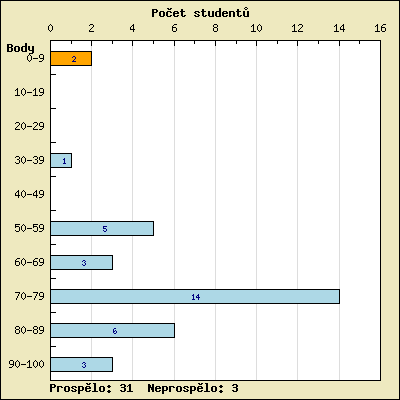 Počet studentů
0 2 4 6 8 10 12 14 16
Body
0-9 2
10-19
20-29
30-39 1
40-49
50-59 5
60-69 3
70-79 14
80-89 6
90-100 3
Prospělo: 31 Neprospělo: 3